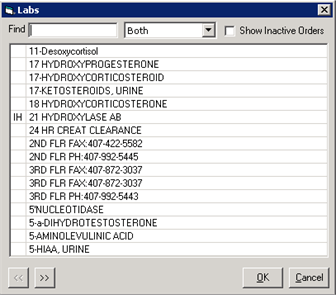 Labs
Find Both Show Inactive Orders
11-Desoxycortisol
17 HYDROXYPROGESTERONE
17-HYDROXYCORTICOSTEROID
17-KETOSTEROIDS, URINE
18 HYDROXYCORTICOSTERONE
IH 21 HYDROXYLASE AB
24 HR CREAT CLEARANCE
2ND FLR FAX:407-422-5582
2ND FLR PH:407-992-5445
3RD FLR FAX:407-872-3037
3RD FLR FAX:407-872-3037
3RD FLR PH:407-992-5443
5'NUCLEOTIDASE
5-a-DIHYDROTESTOSTERONE
5-AMINOLEVULINIC ACID
5-HIAA, URINE
<< >> OK Cancel